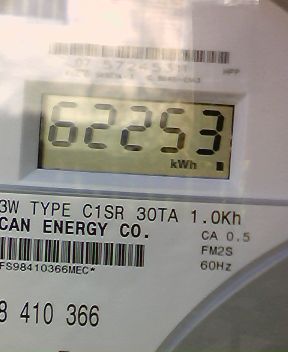 62253
kWh
3W TYPE C1SR 30TA 1.0Kh
CAN ENERGY CO.
CA 0.5
FM2S
60Hz
FS98410366MEC*
8 410 366